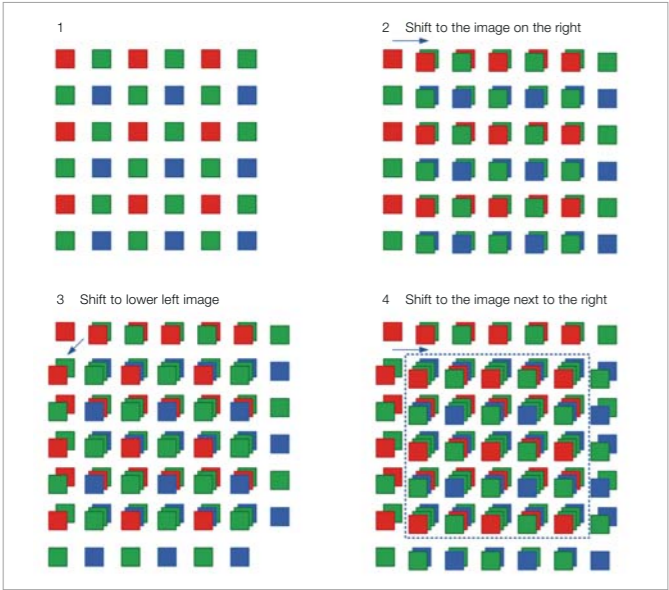 1
2 Shift to the image on the right
3 Shift to lower left image
4 Shift to the image next to the right